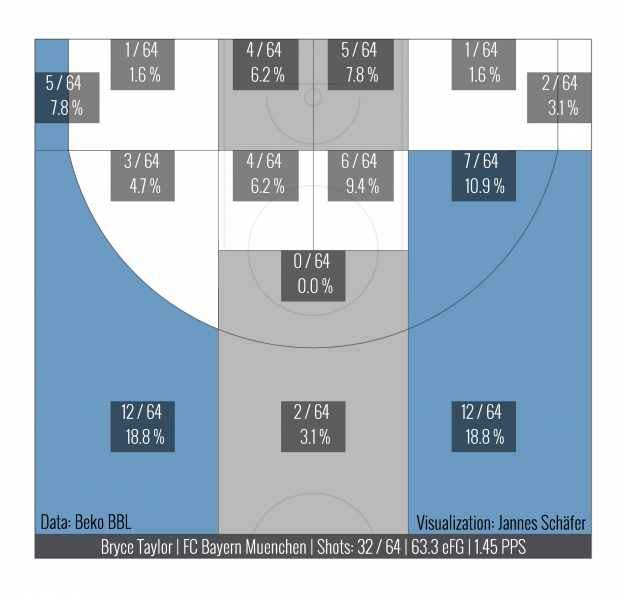 1 / 64
1.6 %
4 / 64
6.2 %
5 / 64
7.8 %
1 / 64
1.6 %
5 / 64
7.8 %
2 / 64
3.1 %
3 / 64
4.7 %
4 / 64
6.2 %
6 / 64
9.4 %
7 / 64
10.9 %
0 / 64
0.0 %
12 / 64
18.8 %
2 / 64
3.1 %
12 / 64
18.8 %
Data: Beko BBL
Visualization: Jannes Schäfer
Bryce Taylor | FC Bayern Muenchen | Shots: 32 / 64 | 63.3 eFG | 1.45 PPS